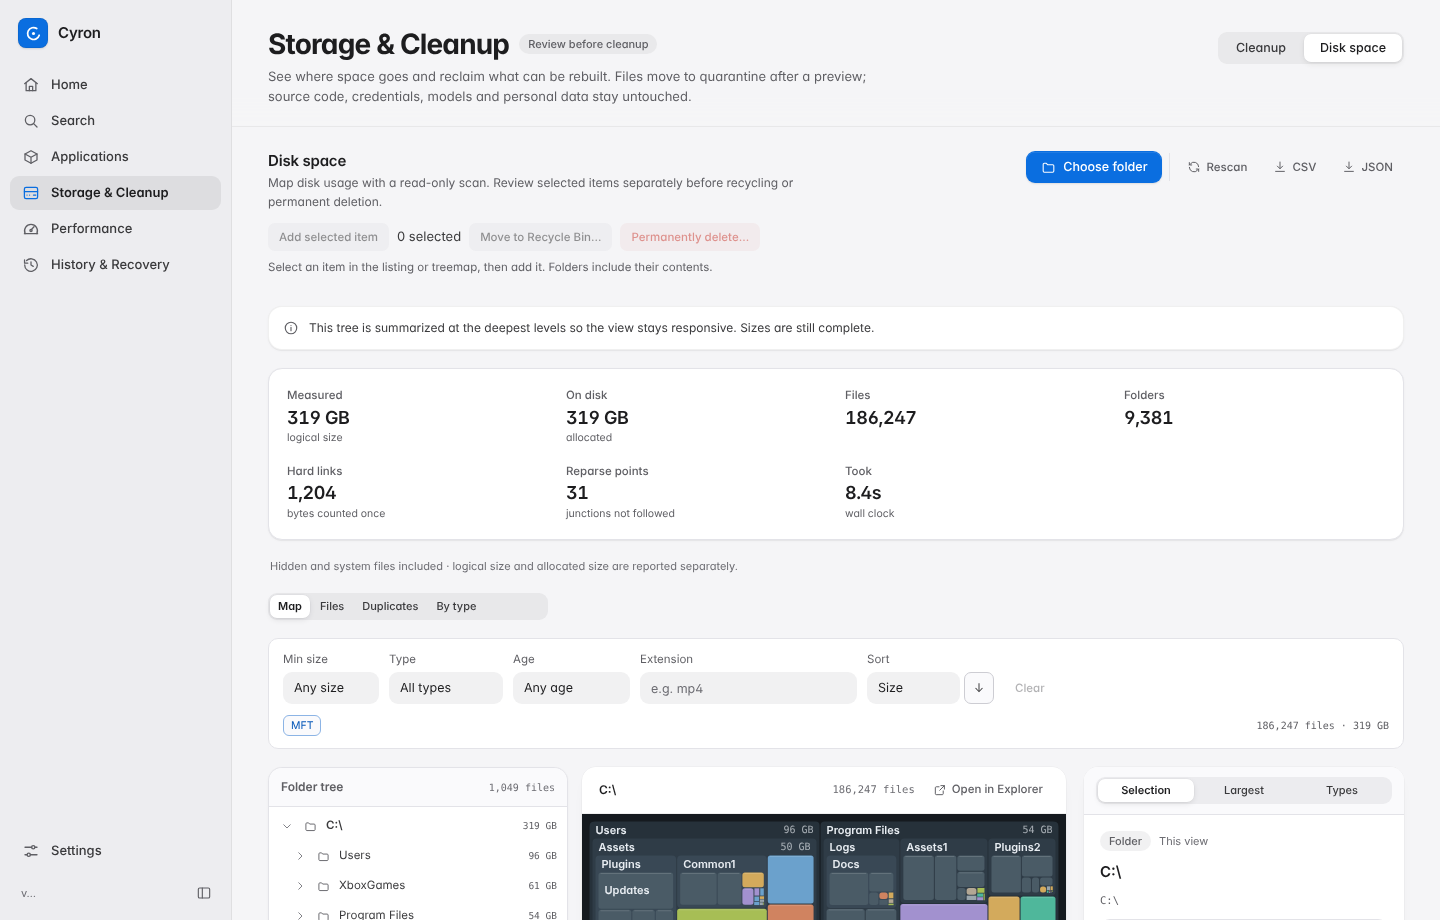 Cyron
Home
Search
Applications
Storage & Cleanup
Performance
History & Recovery
Settings
v...
Storage & Cleanup
Review before cleanup
See where space goes and reclaim what can be rebuilt. Files move to quarantine after a preview;
source code, credentials, models and personal data stay untouched.
Cleanup
Disk space
Disk space
Map disk usage with a read-only scan. Review selected items separately before recycling or
permanent deletion.
Choose folder
Rescan
CSV
JSON
Add selected item
0 selected
Move to Recycle Bin...
Permanently delete...
Select an item in the listing or treemap, then add it. Folders include their contents.
This tree is summarized at the deepest levels so the view stays responsive. Sizes are still complete.
Measured
319 GB
logical size
On disk
319 GB
allocated
Files
186,247
Folders
9,381
Hard links
1,204
bytes counted once
Reparse points
31
junctions not followed
Took
8.4s
wall clock
Hidden and system files included · logical size and allocated size are reported separately.
Map
Files
Duplicates
By type
Min size
Any size
Type
All types
Age
Any age
Extension
e.g. mp4
Sort
Size
Clear
MFT
186,247 files · 319 GB
Folder tree
1,049 files
C:\
319 GB
Users
96 GB
XboxGames
61 GB
Program Files
54 GB
C:\
186,247 files
Open in Explorer
Users
96 GB
Assets
50 GB
Plugins
Common1
Updates
Program Files
54 GB
Logs
Assets1
Plugins2
Docs
Selection
Largest
Types
Folder
This view
C:\
C:\